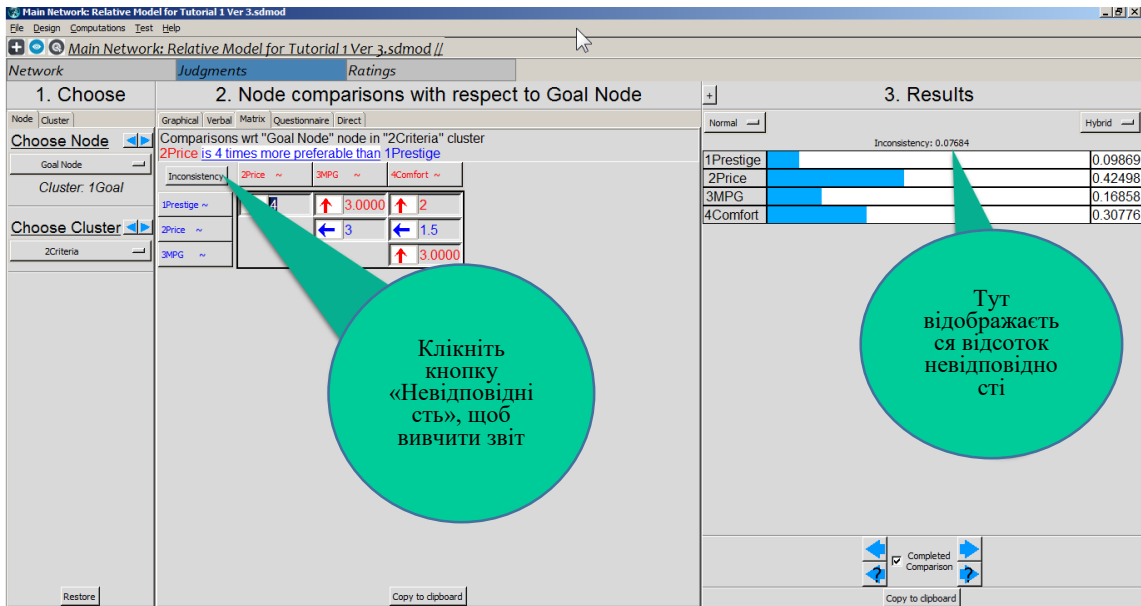 Main Network: Relative Model for Tutorial 1 Ver 3.sdmod
File Design Computations Test Help
Main Network: Relative Model for Tutorial 1 Ver 3.sdmod //
Network Judgments Ratings
1. Choose
Node Cluster
Choose Node
Goal Node
Cluster: 1Goal
Choose Cluster
2Criteria
Restore
2. Node comparisons with respect to Goal Node
Graphical Verbal Matrix Questionnaire Direct
Comparisons wrt "Goal Node" node in "2Criteria" cluster
2Price is 4 times more preferable than 1Prestige
Inconsistency 2Price ~ 3MPG ~ 4Comfort ~
1Prestige ~ 4 3.0000 2
2Price ~ 3 1.5
3MPG ~ 3.0000
Клікніть
кнопку
«Невідповідні
сть», щоб
вивчити звіт
Copy to clipboard
+ 3. Results
Normal Hybrid
Inconsistency: 0.07684
1Prestige 0.09869
2Price 0.42498
3MPG 0.16858
4Comfort 0.30776
Тут
відображаєть
ся відсоток
невідповідно
сті
Completed
Comparison
Copy to clipboard